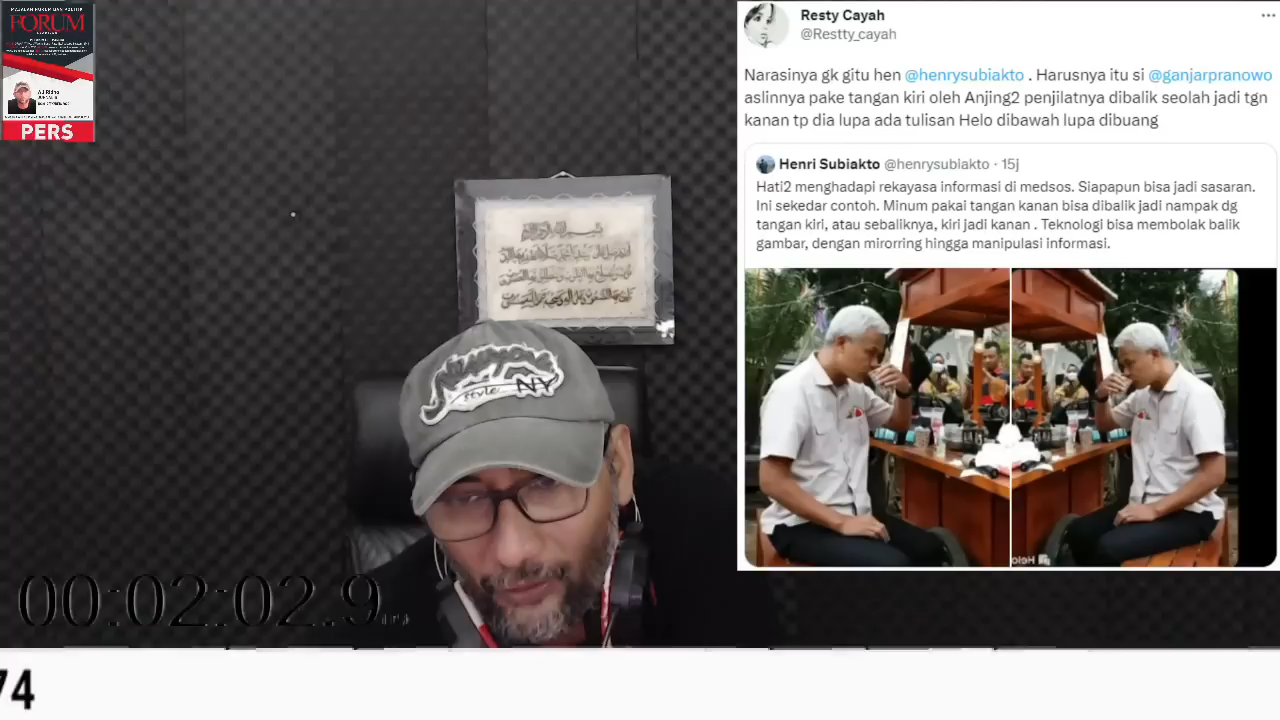 FORUM
PERS
NY
00:02:02.9
74
Resty Cayah
@Restty_cayah
Narasinya gk gitu hen @henrysubiakto . Harusnya itu si @ganjarpranowo
aslinnya pake tangan kiri oleh Anjing2 penjilatnya dibalik seolah jadi tgn
kanan tp dia lupa ada tulisan Helo dibawah lupa dibuang
Henri Subiakto @henrysubiakto · 15j
Hati2 menghadapi rekayasa informasi di medsos. Siapapun bisa jadi sasaran.
Ini sekedar contoh. Minum pakai tangan kanan bisa dibalik jadi nampak dg
tangan kiri, atau sebaliknya, kiri jadi kanan . Teknologi bisa membolak balik
gambar, dengan mirorring hingga manipulasi informasi.